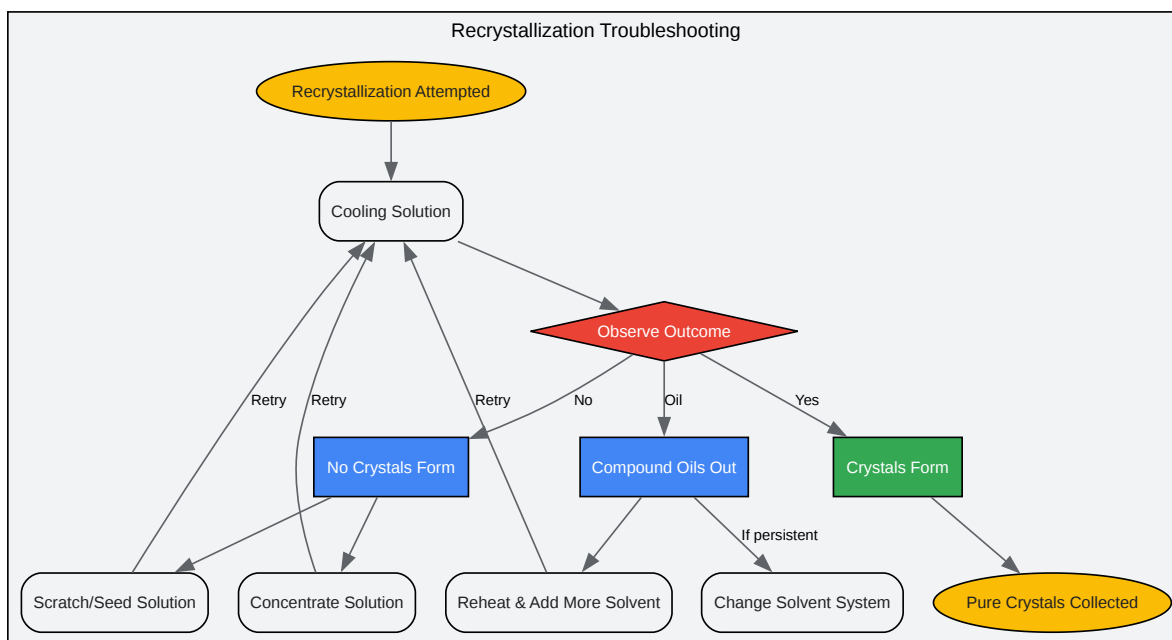 Recrystallization Troubleshooting
Recrystallization Attempted
Cooling Solution
Observe Outcome
Retry
Retry
Retry
No
Oil
Yes
No Crystals Form
Compound Oils Out
Crystals Form
If persistent
Scratch/Seed Solution
Concentrate Solution
Reheat & Add More Solvent
Change Solvent System
Pure Crystals Collected